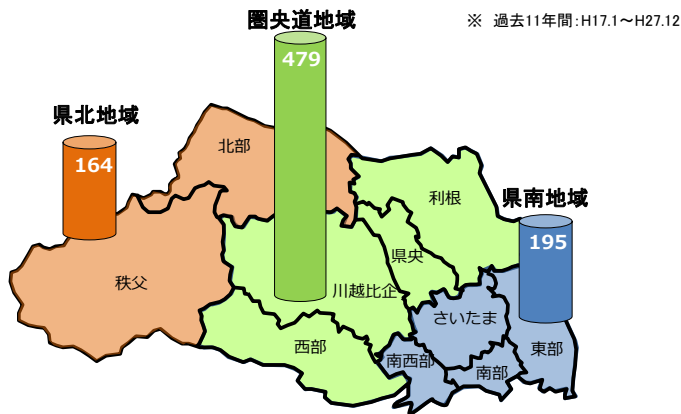 圏央道地域
※ 過去11年間:H17.1～H27.12
479
県北地域
164
北部
利根
県南地域
195
県央
秩父
川越比企
さいたま
西部
南西部
南部
東部